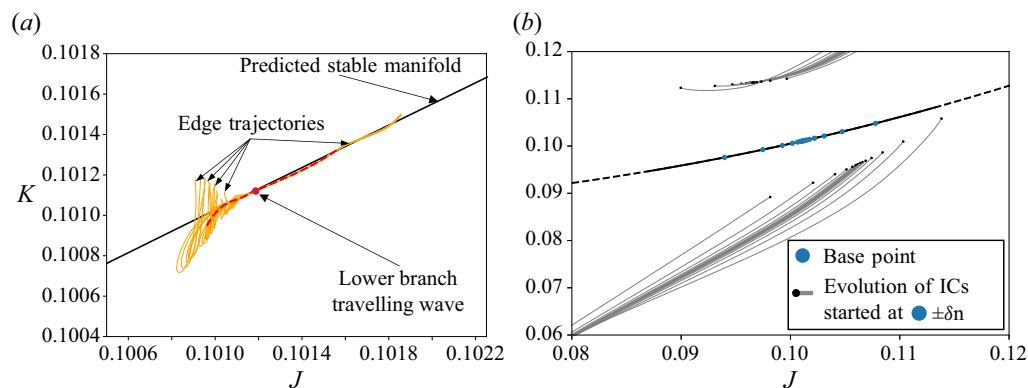 (a)
0.1018
0.1016
0.1014
0.1012
0.1010
0.1008
0.1006
0.1004
K
Predicted stable manifold
Edge trajectories
Lower branch
travelling wave
0.1006 0.1010 0.1014 0.1018 0.1022
J
(b)
0.12
0.11
0.10
0.09
0.08
0.07
0.06
Base point
Evolution of ICs
started at ±δn
0.08 0.09 0.10 0.11 0.12
J